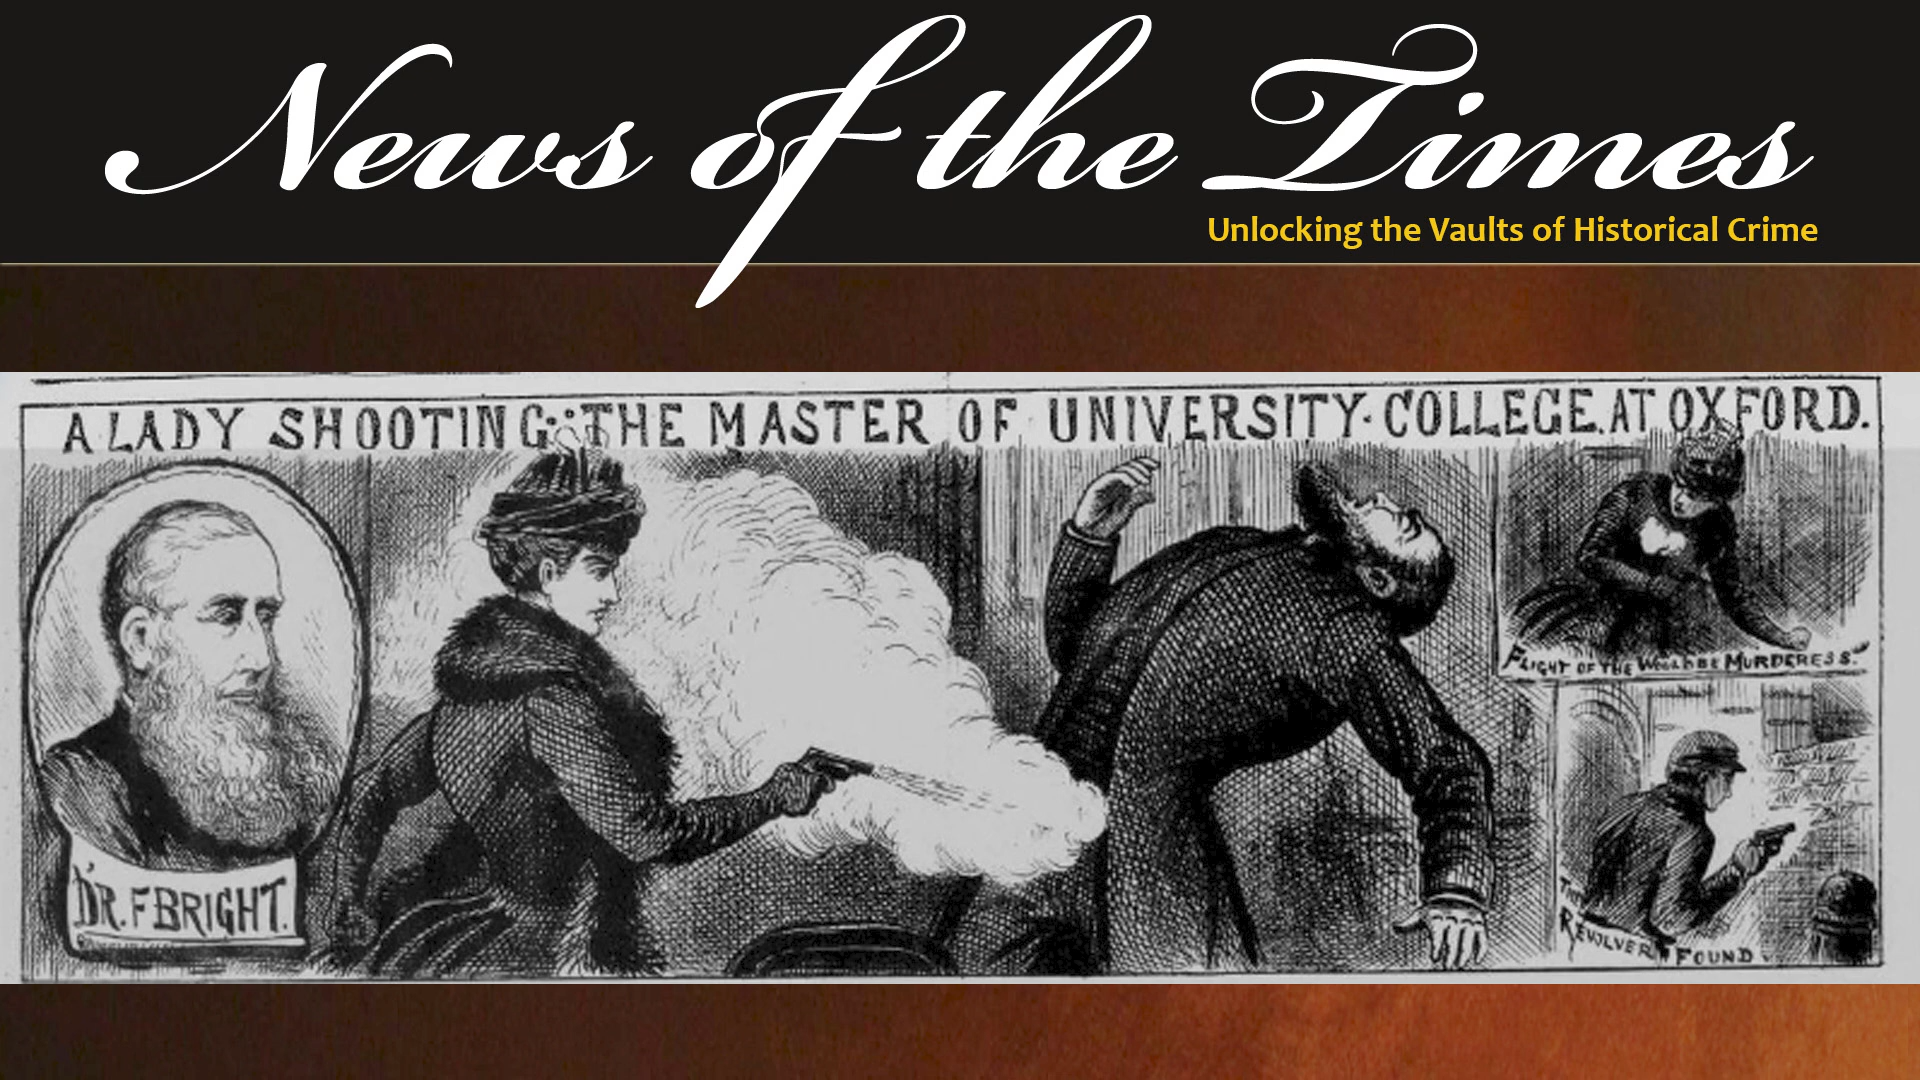 News of the Times
Unlocking the Vaults of Historical Crime
A LADY SHOOTING: THE MASTER OF UNIVERSITY. COLLEGE. AT OXFORD.
DR. F BRIGHT.
FLIGHT OF THE WOULD BE MURDERESS.
THE
REVOLVER FOUND